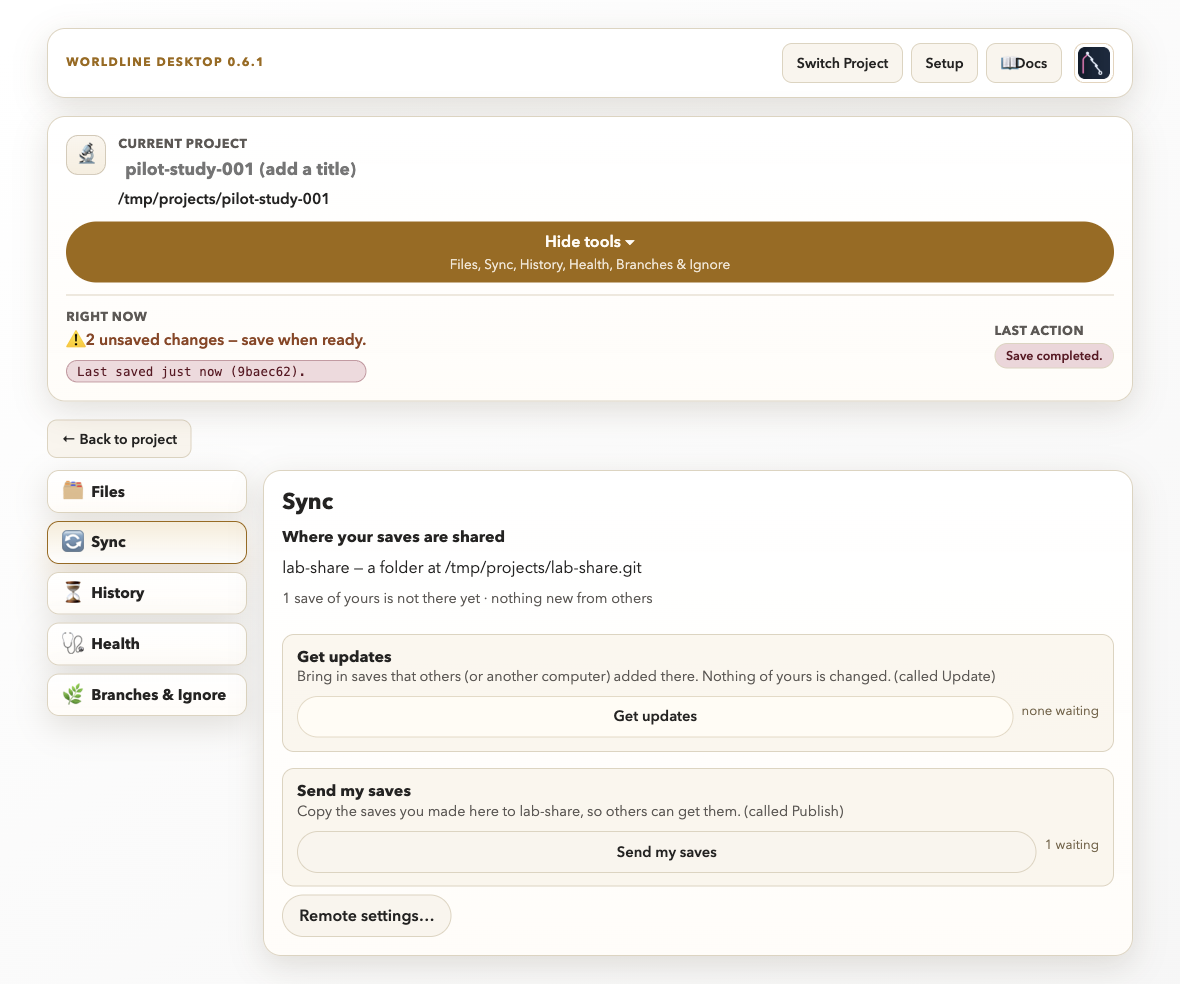 WORLDLINE DESKTOP 0.6.1
Switch Project
Setup
Docs
CURRENT PROJECT
pilot-study-001 (add a title)
/tmp/projects/pilot-study-001
Hide tools
Files, Sync, History, Health, Branches & Ignore
RIGHT NOW
2 unsaved changes — save when ready.
Last saved just now (9baec62).
LAST ACTION
Save completed.
← Back to project
Files
Sync
History
Health
Branches & Ignore
Sync
Where your saves are shared
lab-share — a folder at /tmp/projects/lab-share.git
1 save of yours is not there yet · nothing new from others
Get updates
Bring in saves that others (or another computer) added there. Nothing of yours is changed. (called Update)
Get updates
none waiting
Send my saves
Copy the saves you made here to lab-share, so others can get them. (called Publish)
Send my saves
1 waiting
Remote settings…